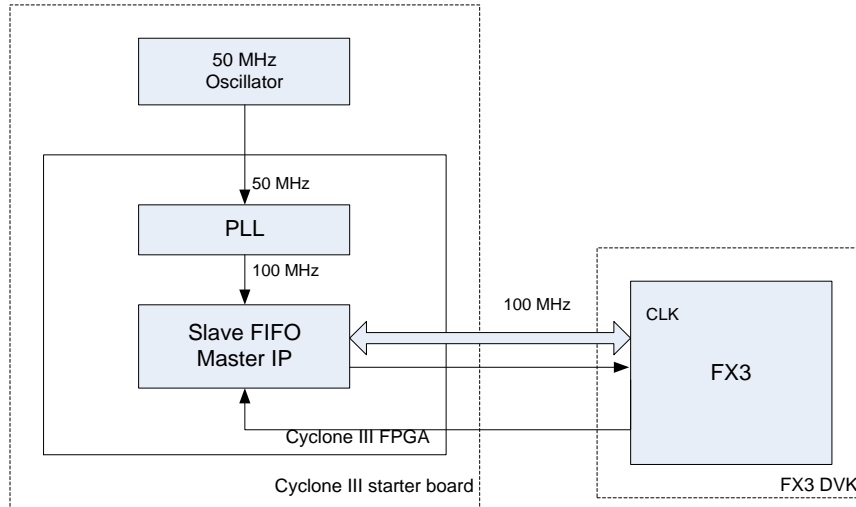 50 MHz
Oscillator
50 MHz
PLL
100 MHz
Slave FIFO
Master IP
100 MHz
CLK
FX3
Cyclone III FPGA
Cyclone III starter board
FX3 DVK